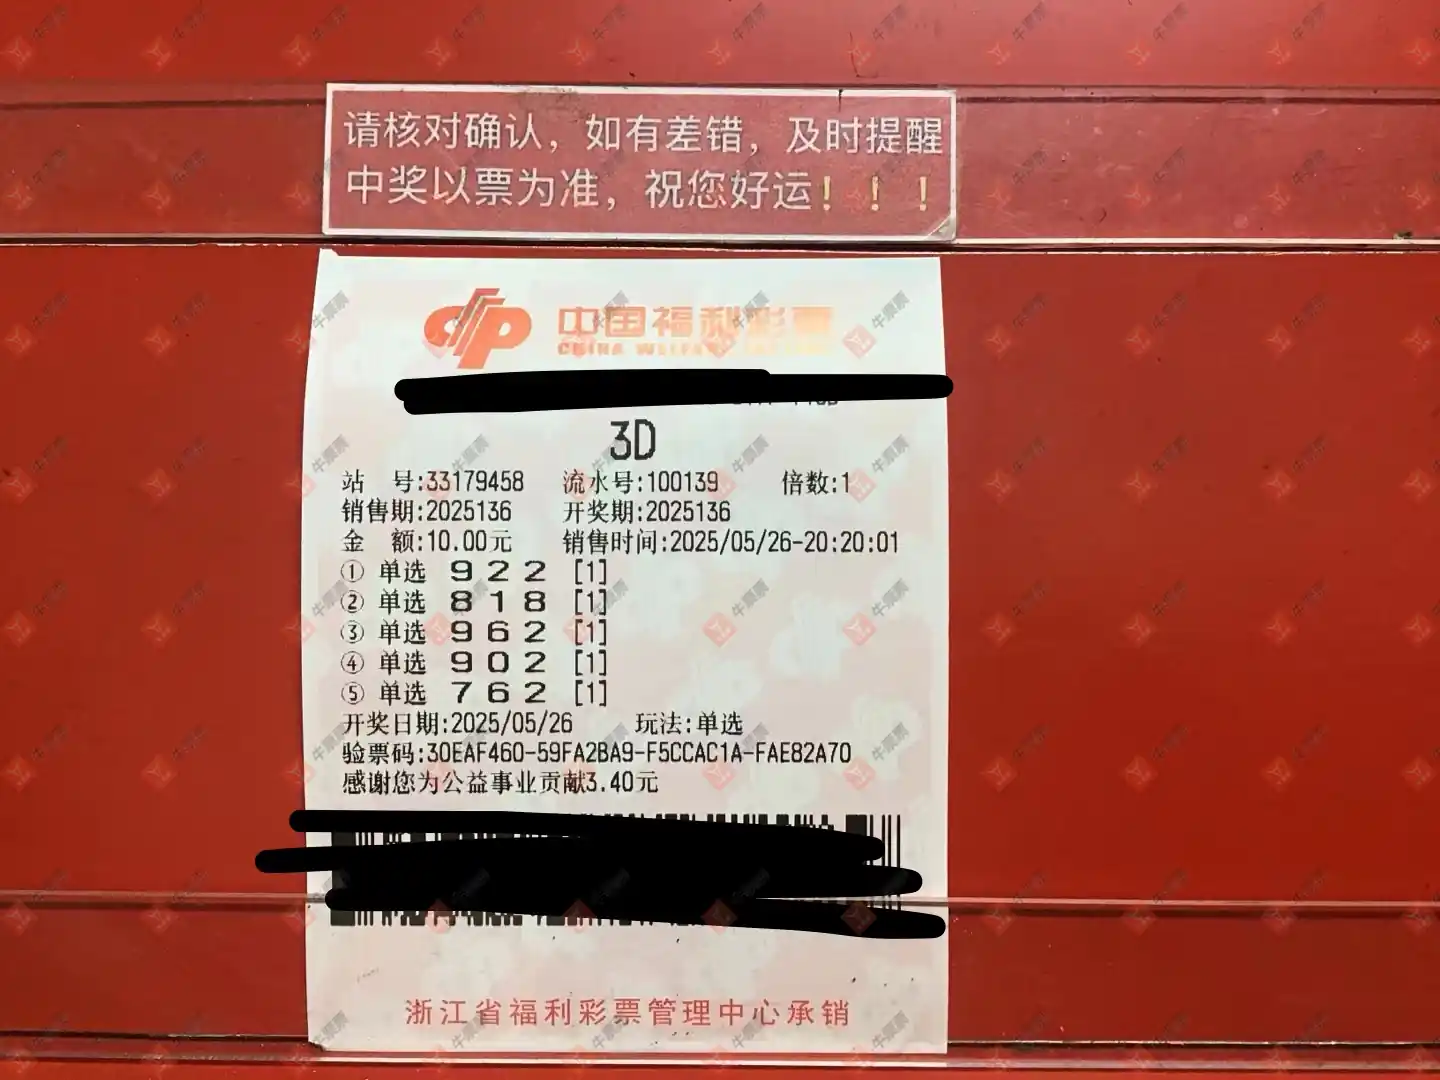 请核对确认，如有差错，及时提醒
中奖以票为准，祝您好运！！！
中国福利彩票
CHINA WELFARE
3D
站 号:33179458 流水号:100139 倍数:1
销售期:2025136 开奖期:2025136
金 额:10.00元 销售时间:2025/05/26-20:20:01
① 单选 9 2 2 [1]
② 单选 8 1 8 [1]
③ 单选 9 6 2 [1]
④ 单选 9 0 2 [1]
⑤ 单选 7 6 2 [1]
开奖日期:2025/05/26 玩法:单选
验票码:30EAF460-59FA2BA9-F5CCAC1A-FAE82A70
感谢您为公益事业贡献3.40元
浙江省福利彩票管理中心承销
牛票票